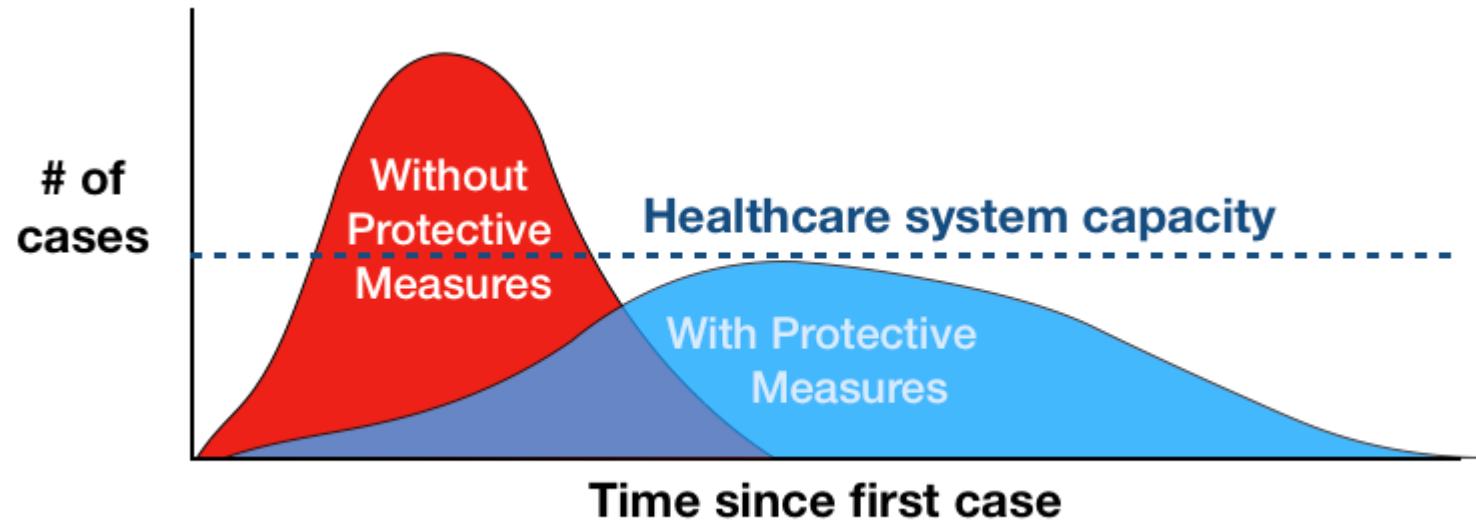 # of
cases
Without
Protective
Measures
Healthcare system capacity
With Protective
Measures
Time since first case